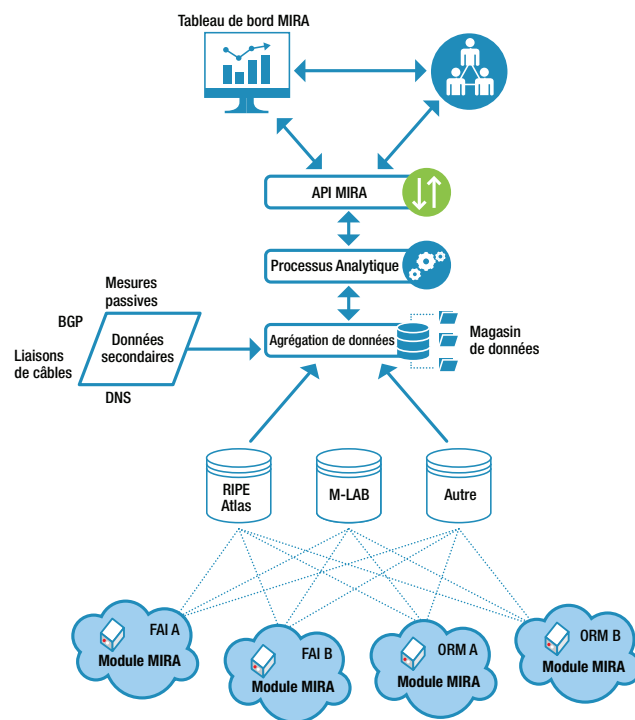 Tableau de bord MIRA
API MIRA
Processus Analytique
Mesures
passives
BGP
Données
secondaires
Liaisons
de câbles
DNS
Agrégation de données
Magasin
de données
RIPE
Atlas
M-LAB
Autre
FAI A
Module MIRA
FAI B
Module MIRA
ORM A
Module MIRA
ORM B
Module MIRA